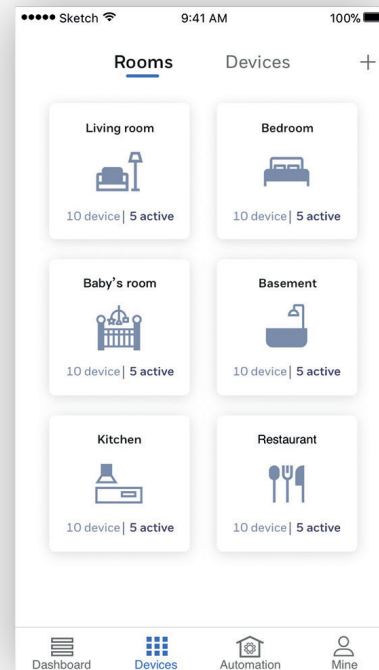 Sketch 9:41 AM 100%
Rooms Devices +
Living room Bedroom
10 device| 5 active 10 device| 5 active
Baby's room Basement
10 device| 5 active 10 device| 5 active
Kitchen Restaurant
10 device| 5 active 10 device| 5 active
Dashboard Devices Automation Mine